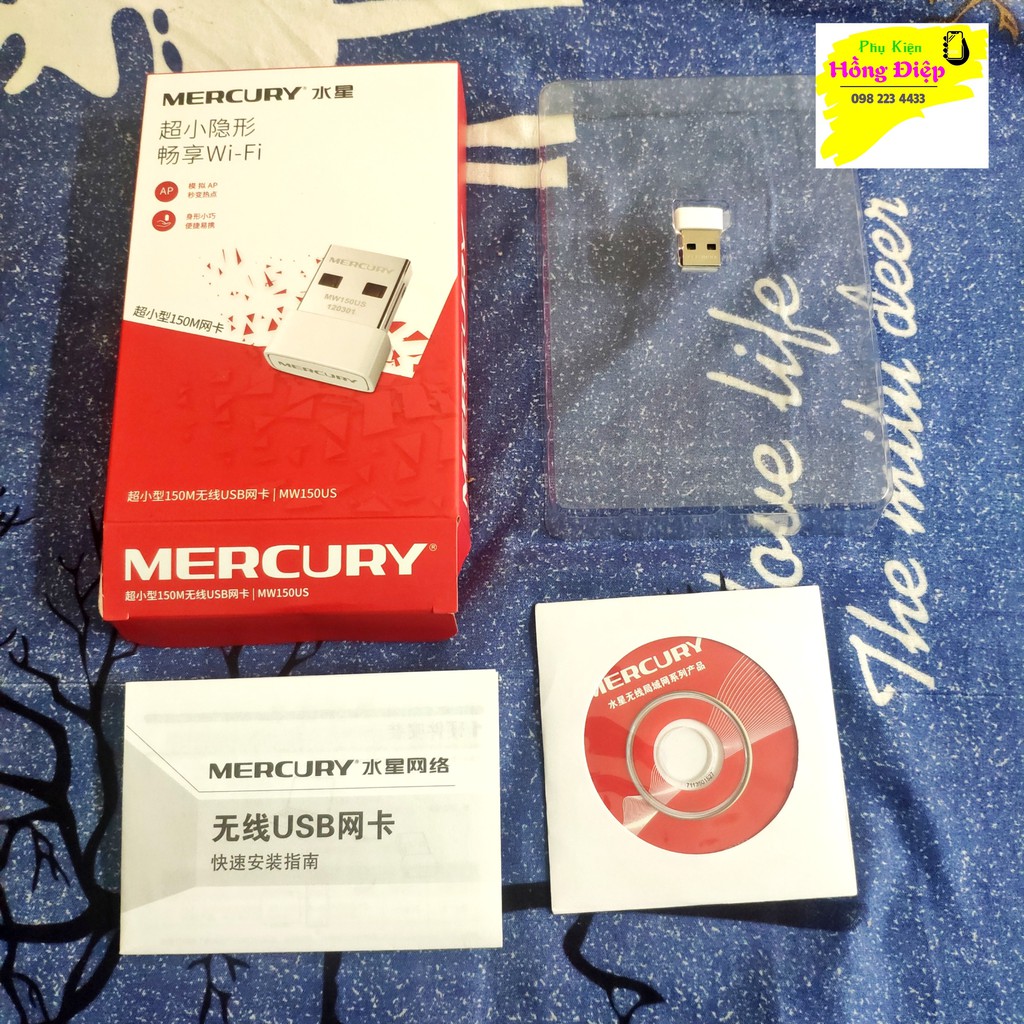 Phụ Kiện
Hồng Điệp
098 223 4433
MERCURY® 水星
超小隐形
畅享Wi-Fi
AP
模拟AP
秒变热点
身形小巧
便捷易携
MERCURY
MW150US
120301
MERCURY
超小型150M网卡
超小型150M无线USB网卡 | MW150US
MERCURY®
超小型150M无线USB网卡 | MW150US
love life
The milu deer
MERCURY
水星无线局域网系列产品
MERCURY® 水星网络
无线USB网卡
快速安装指南